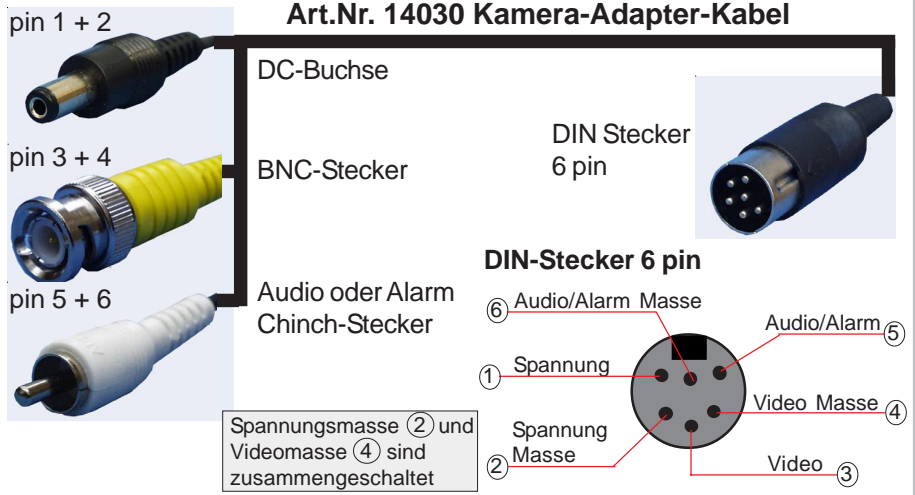 Art.Nr. 14030 Kamera-Adapter-Kabel
pin 1 + 2
DC-Buchse
DIN Stecker
6 pin
pin 3 + 4
BNC-Stecker
pin 5 + 6
Audio oder Alarm
Chinch-Stecker
DIN-Stecker 6 pin
6 Audio/Alarm Masse
Audio/Alarm 5
1 Spannung
Video Masse 4
Spannung
Masse
2
Video 3
Spannungsmasse 2 und
Videomasse 4 sind
zusammengeschaltet